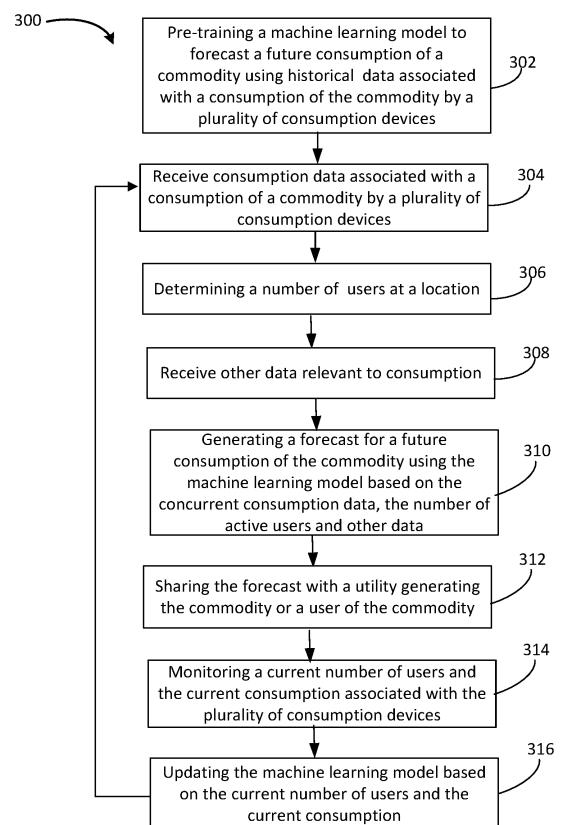 300
Pre-training a machine learning model to
forecast a future consumption of a
commodity using historical data associated
with a consumption of the commodity by a
plurality of consumption devices
302
Receive consumption data associated with a
consumption of a commodity by a plurality of
consumption devices
304
Determining a number of users at a location
306
Receive other data relevant to consumption
308
Generating a forecast for a future
consumption of the commodity using the
machine learning model based on the
concurrent consumption data, the number of
active users and other data
310
Sharing the forecast with a utility generating
the commodity or a user of the commodity
312
Monitoring a current number of users and
the current consumption associated with the
plurality of consumption devices
314
Updating the machine learning model based
on the current number of users and the
current consumption
316